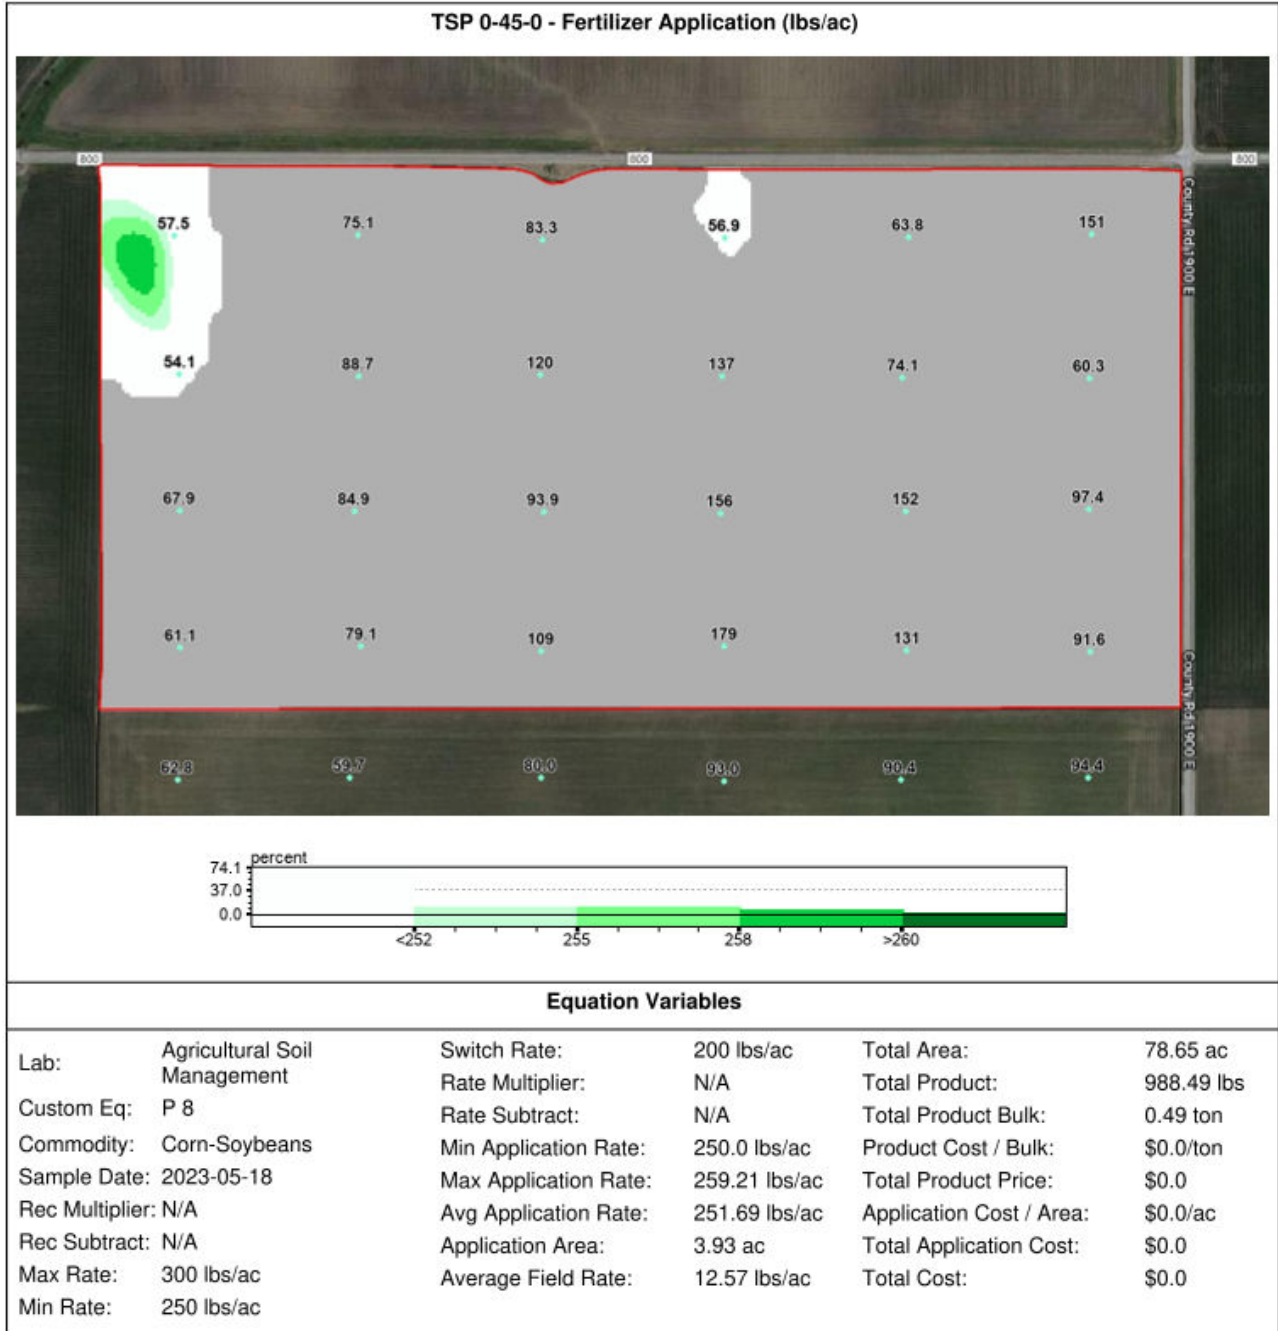 TSP 0-45-0 - Fertilizer Application (lbs/ac)
800 800 800
57.5 75.1 83.3 56.9 63.8 151
County Rd 1900 E
54.1 88.7 120 137 74.1 60.3
67.9 84.9 93.9 156 152 97.4
61.1 79.1 109 179 131 91.6
County Rd 1900 E
62.8 59.7 80.0 93.0 90.4 94.4
percent
74.1
37.0
0.0
<252 255 258 >260
Equation Variables
Lab: Agricultural Soil Management
Custom Eq: P 8
Commodity: Corn-Soybeans
Sample Date: 2023-05-18
Rec Multiplier: N/A
Rec Subtract: N/A
Max Rate: 300 lbs/ac
Min Rate: 250 lbs/ac
Switch Rate: 200 lbs/ac
Rate Multiplier: N/A
Rate Subtract: N/A
Min Application Rate: 250.0 lbs/ac
Max Application Rate: 259.21 lbs/ac
Avg Application Rate: 251.69 lbs/ac
Application Area: 3.93 ac
Average Field Rate: 12.57 lbs/ac
Total Area: 78.65 ac
Total Product: 988.49 lbs
Total Product Bulk: 0.49 ton
Product Cost / Bulk: $0.0/ton
Total Product Price: $0.0
Application Cost / Area: $0.0/ac
Total Application Cost: $0.0
Total Cost: $0.0